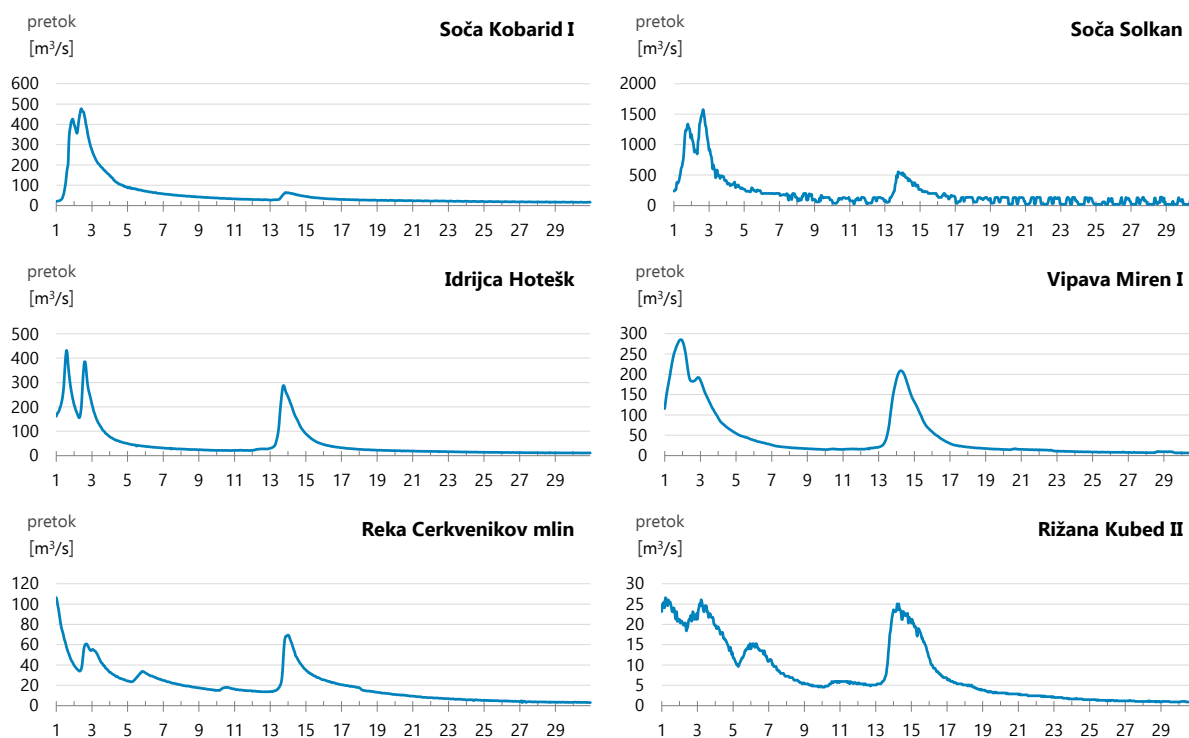 pretok
[m³/s]
Soča Kobarid I
600
500
400
300
200
100
0
1 3 5 7 9 11 13 15 17 19 21 23 25 27 29
pretok
[m³/s]
Soča Solkan
2000
1500
1000
500
0
1 3 5 7 9 11 13 15 17 19 21 23 25 27 29
pretok
[m³/s]
Idrijca Hotešk
500
400
300
200
100
0
1 3 5 7 9 11 13 15 17 19 21 23 25 27 29
pretok
[m³/s]
Vipava Miren I
300
250
200
150
100
50
0
1 3 5 7 9 11 13 15 17 19 21 23 25 27 29
pretok
[m³/s]
Reka Cerkvenikov mlin
120
100
80
60
40
20
0
1 3 5 7 9 11 13 15 17 19 21 23 25 27 29
pretok
[m³/s]
Rižana Kubed II
30
25
20
15
10
5
0
1 3 5 7 9 11 13 15 17 19 21 23 25 27 29